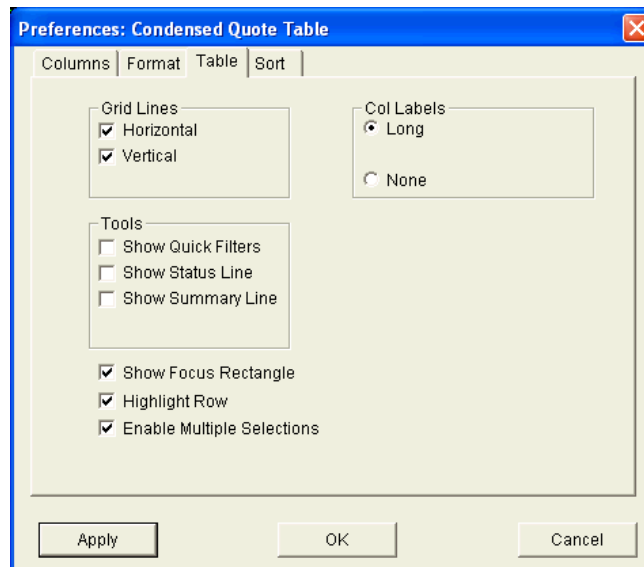 Preferences: Condensed Quote Table
Columns
Format
Table
Sort
Grid Lines
Horizontal
Vertical
Col Labels
Long
None
Tools
Show Quick Filters
Show Status Line
Show Summary Line
Show Focus Rectangle
Highlight Row
Enable Multiple Selections
Apply
OK
Cancel